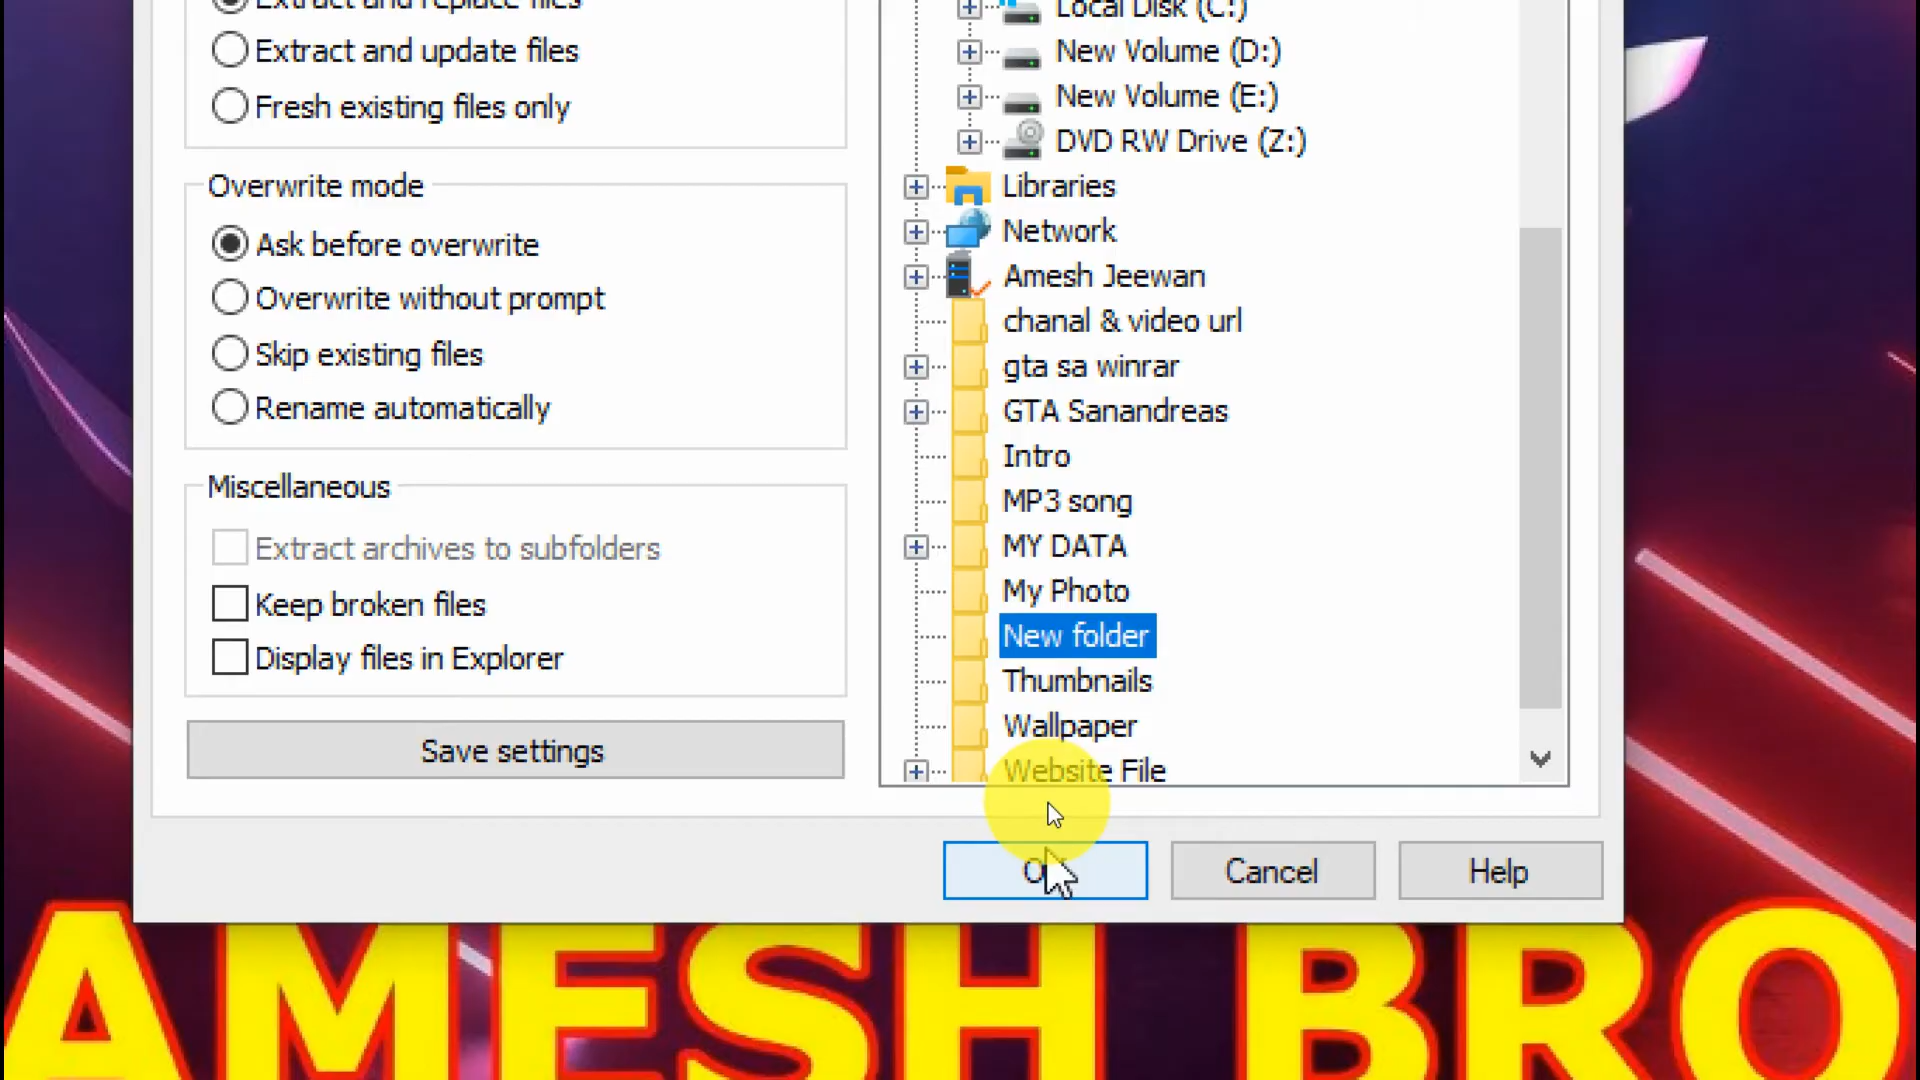 Extract and replace files
Extract and update files
Fresh existing files only
Overwrite mode
Ask before overwrite
Overwrite without prompt
Skip existing files
Rename automatically
Miscellaneous
Extract archives to subfolders
Keep broken files
Display files in Explorer
Save settings
Local Disk (C:)
New Volume (D:)
New Volume (E:)
DVD RW Drive (Z:)
Libraries
Network
Amesh Jeewan
chanal & video url
gta sa winrar
GTA Sanandreas
Intro
MP3 song
MY DATA
My Photo
New folder
Thumbnails
Wallpaper
Website File
OK
Cancel
Help
AMESH BRO